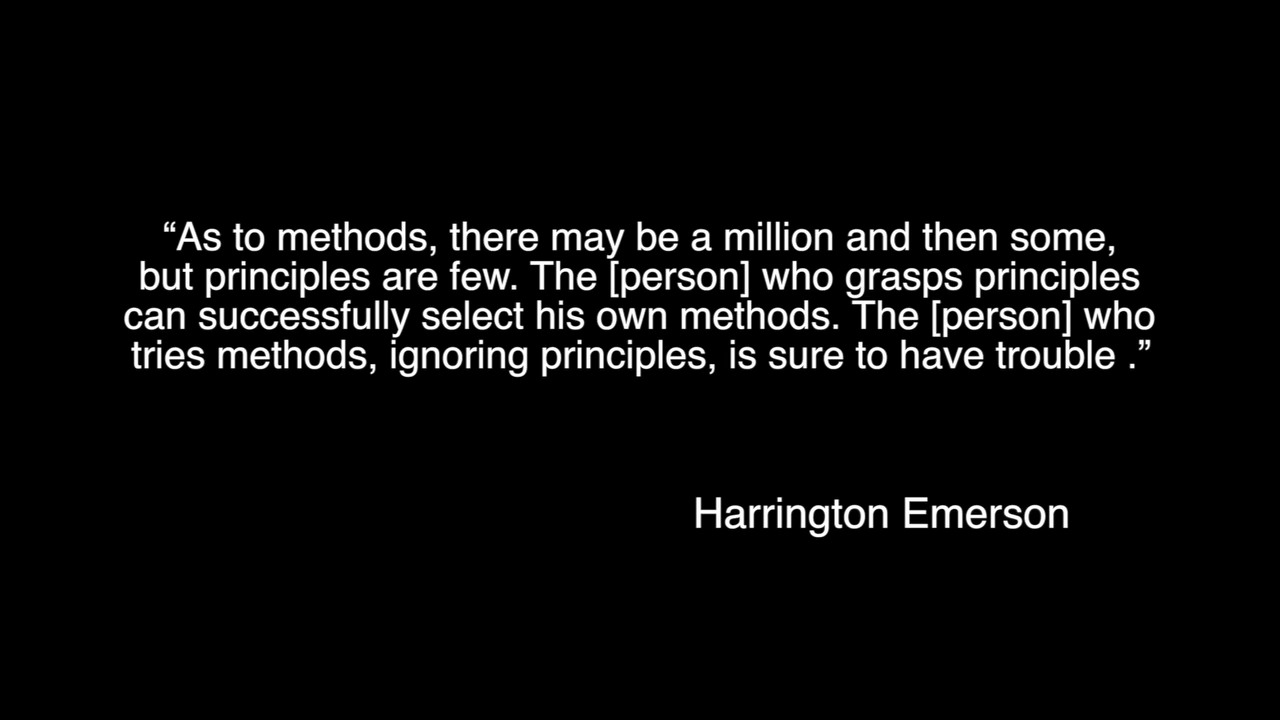 “As to methods, there may be a million and then some,
but principles are few. The [person] who grasps principles
can successfully select his own methods. The [person] who
tries methods, ignoring principles, is sure to have trouble .”
Harrington Emerson